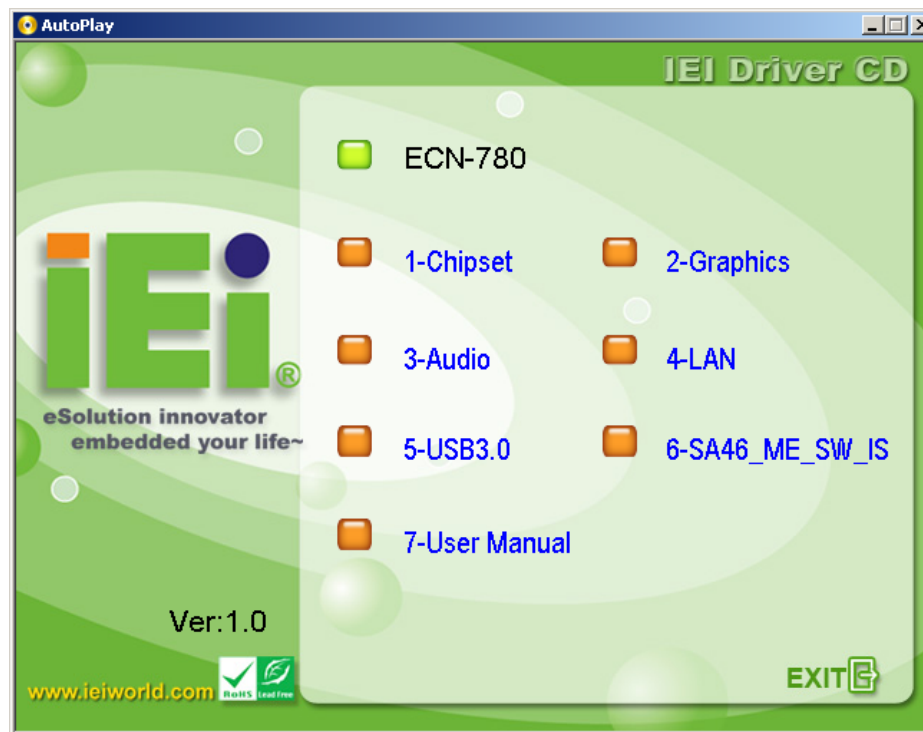 AutoPlay
IEI Driver CD
ECN-780
1-Chipset
2-Graphics
3-Audio
4-LAN
5-USB3.0
6-SA46_ME_SW_IS
7-User Manual
iEi®
eSolution innovator
embedded your life~
Ver:1.0
www.ieiworld.com
RoHS
Lead Free
EXIT